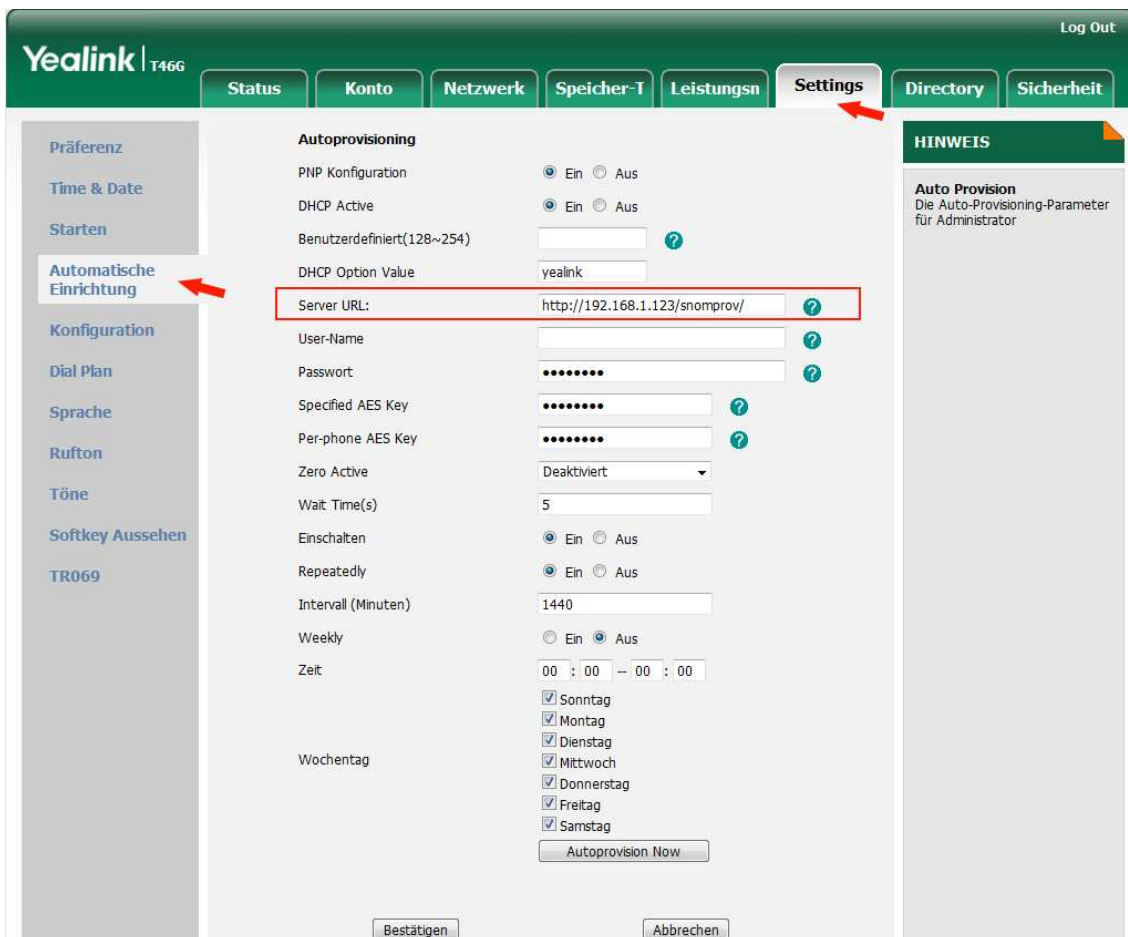 Log Out
Yealink T46G
Status Konto Netzwerk Speicher-T Leistungsn Settings Directory Sicherheit
Präferenz
Time & Date
Starten
Automatische
Einrichtung
Konfiguration
Dial Plan
Sprache
Rufton
Töne
Softkey Aussehen
TR069
Autoprovisioning
PNP Konfiguration Ein Aus
DHCP Active Ein Aus
Benutzerdefiniert(128~254) ?
DHCP Option Value yealink
Server URL: http://192.168.1.123/snomprov/ ?
User-Name ?
Passwort •••••••• ?
Specified AES Key •••••••• ?
Per-phone AES Key •••••••• ?
Zero Active Deaktiviert
Wait Time(s) 5
Einschalten Ein Aus
Repeatedly Ein Aus
Intervall (Minuten) 1440
Weekly Ein Aus
Zeit 00 : 00 -- 00 : 00
Wochentag
Sonntag
Montag
Dienstag
Mittwoch
Donnerstag
Freitag
Samstag
Autoprovision Now
Bestätigen Abbrechen
HINWEIS
Auto Provision
Die Auto-Provisioning-Parameter
für Administrator